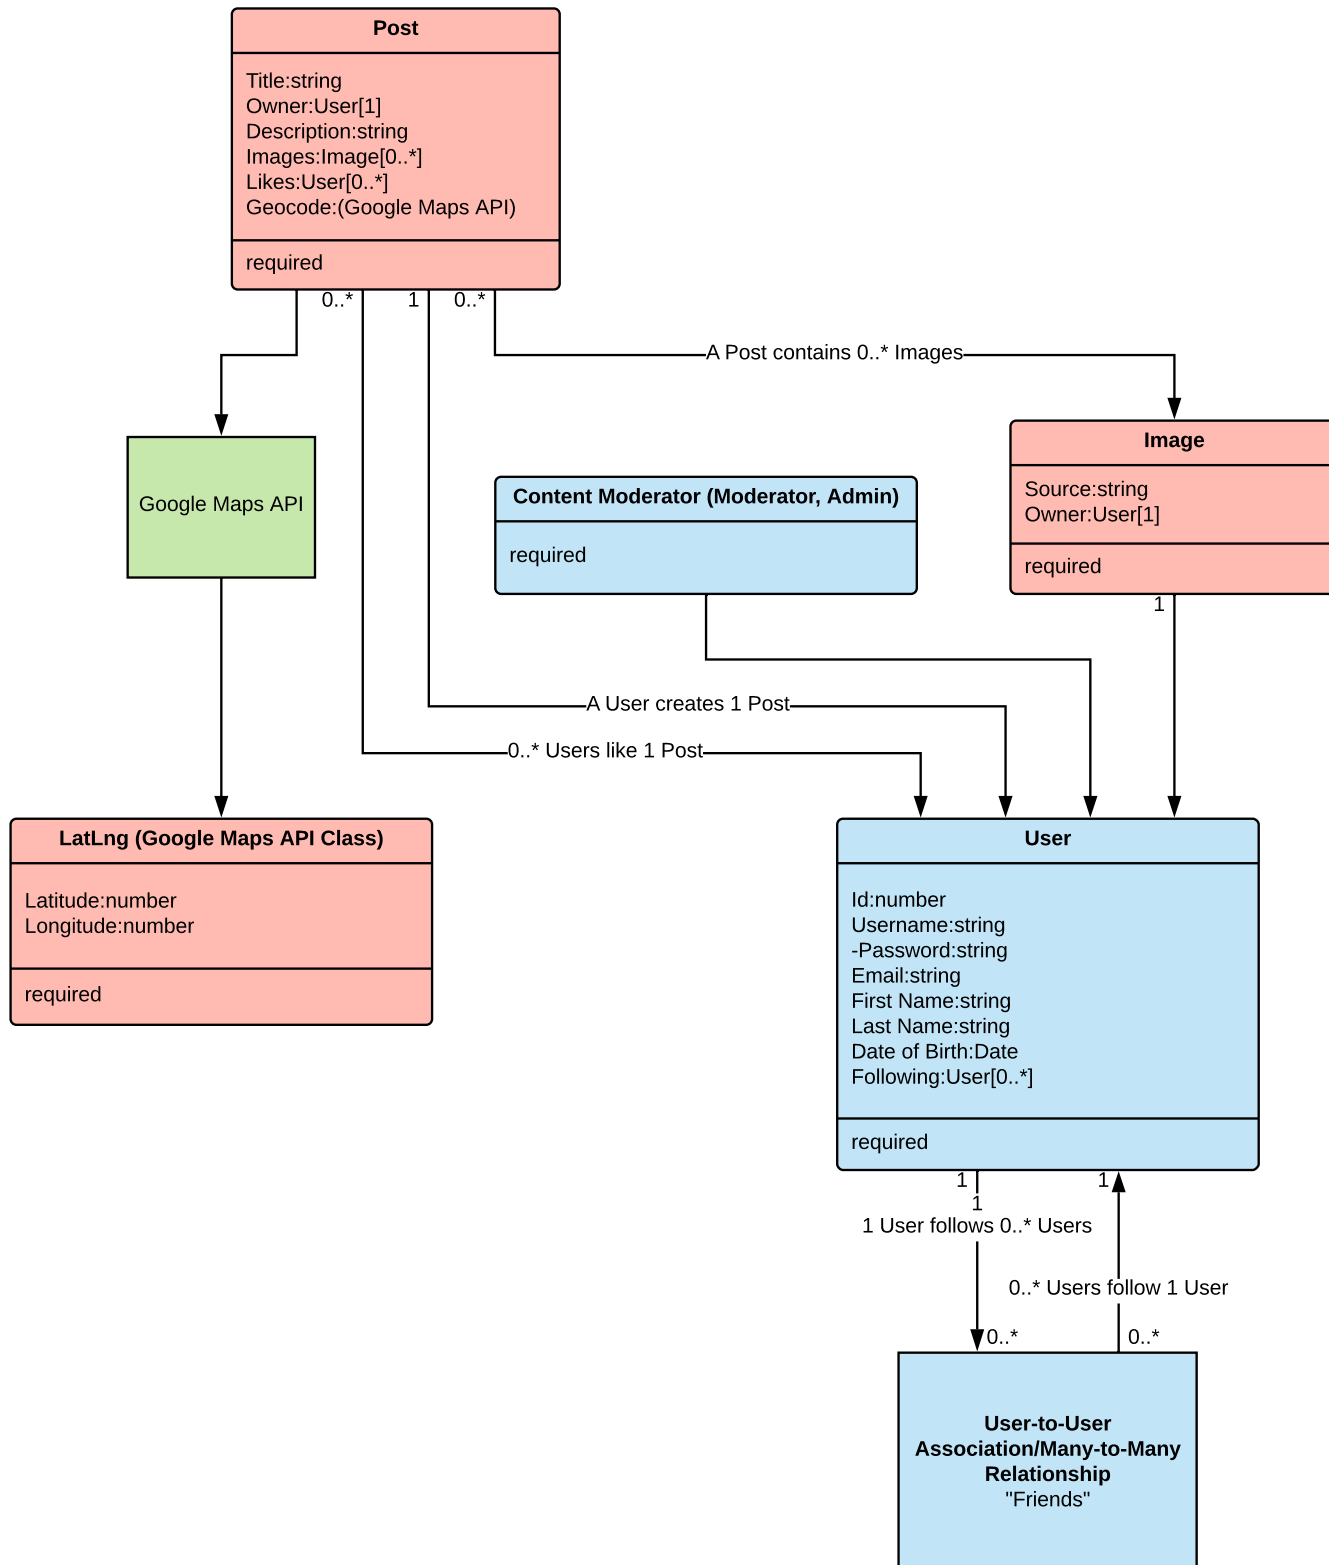 Post
Title:string
Owner:User[1]
Description:string
Images:Image[0..*]
Likes:User[0..*]
Geocode:(Google Maps API)
required
0..*
1
0..*
A Post contains 0..* Images
Google Maps API
Content Moderator (Moderator, Admin)
required
Image
Source:string
Owner:User[1]
required
1
A User creates 1 Post
0..* Users like 1 Post
LatLng (Google Maps API Class)
Latitude:number
Longitude:number
required
User
Id:number
Username:string
-Password:string
Email:string
First Name:string
Last Name:string
Date of Birth:Date
Following:User[0..*]
required
1
1
1
1 User follows 0..* Users
0..* Users follow 1 User
0..*
0..*
User-to-User
Association/Many-to-Many
Relationship
"Friends"